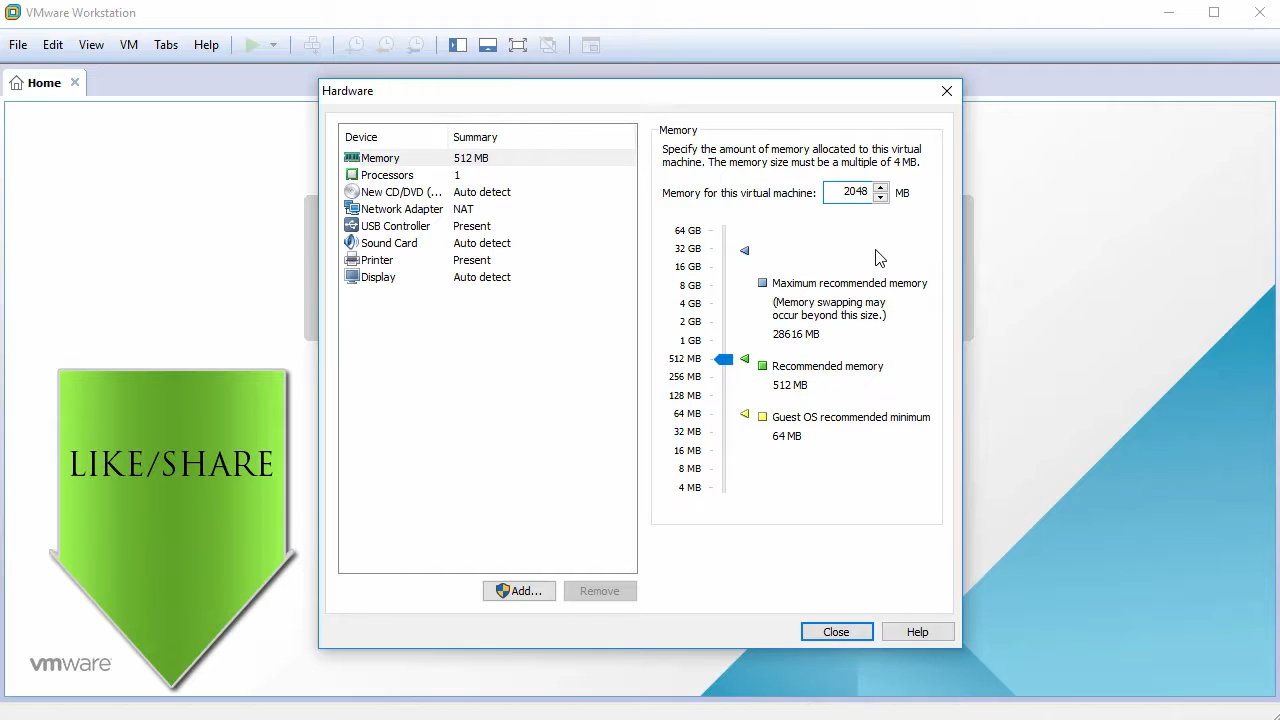 VMware Workstation
File Edit View VM Tabs Help
Home
Hardware
Device Summary
Memory 512 MB
Processors 1
New CD/DVD (... Auto detect
Network Adapter NAT
USB Controller Present
Sound Card Auto detect
Printer Present
Display Auto detect
Add... Remove
Memory
Specify the amount of memory allocated to this virtual
machine. The memory size must be a multiple of 4 MB.
Memory for this virtual machine: 2048 MB
64 GB
32 GB
16 GB
8 GB
4 GB
2 GB
1 GB
512 MB
256 MB
128 MB
64 MB
32 MB
16 MB
8 MB
4 MB
Maximum recommended memory
(Memory swapping may
occur beyond this size.)
28616 MB
Recommended memory
512 MB
Guest OS recommended minimum
64 MB
Close Help
LIKE/SHARE
vmware